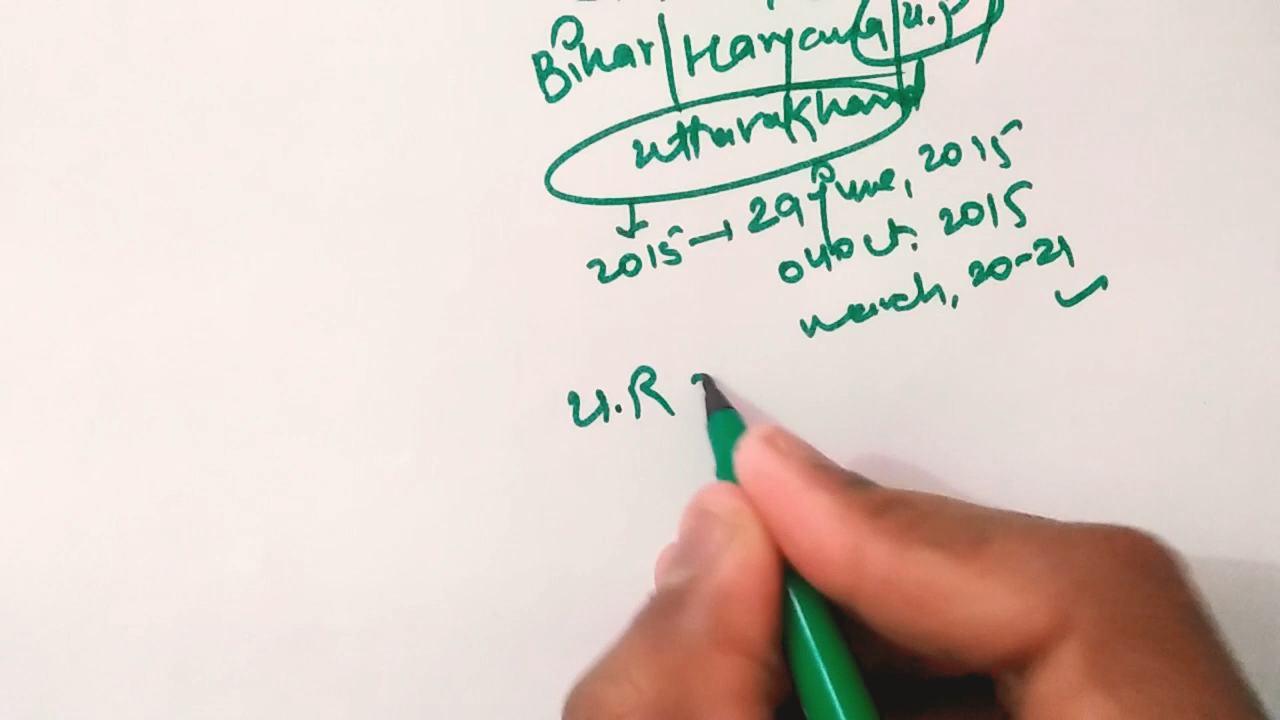 Bihar | Haryana | U.P
Uttarakhand
2015 → 29 June, 2015
04 Oct. 2015
March, 20-21 ✓
U.R